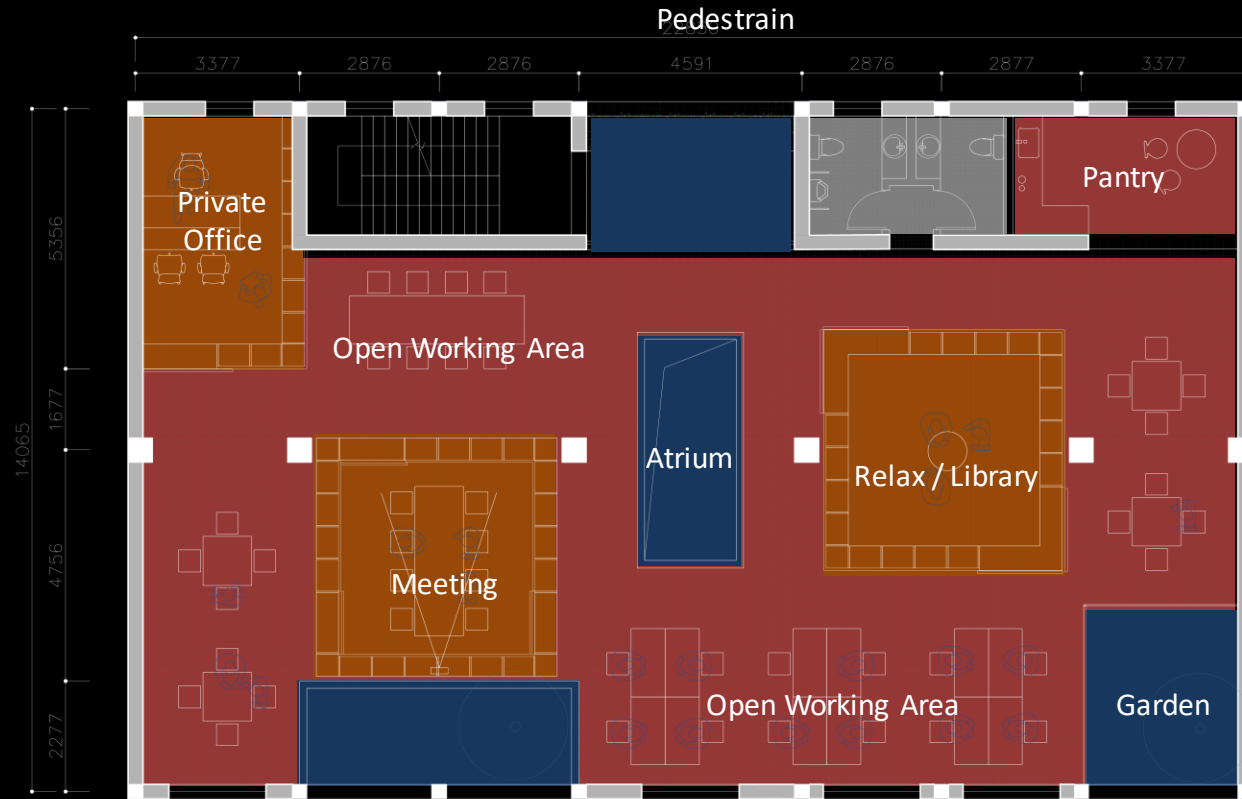 Pedestrain
22850
3377
2876
2876
4591
2876
2877
3377
Private
Office
Pantry
5356
Open Working Area
1677
14065
Atrium
Relax / Library
4756
Meeting
Open Working Area
Garden
2277